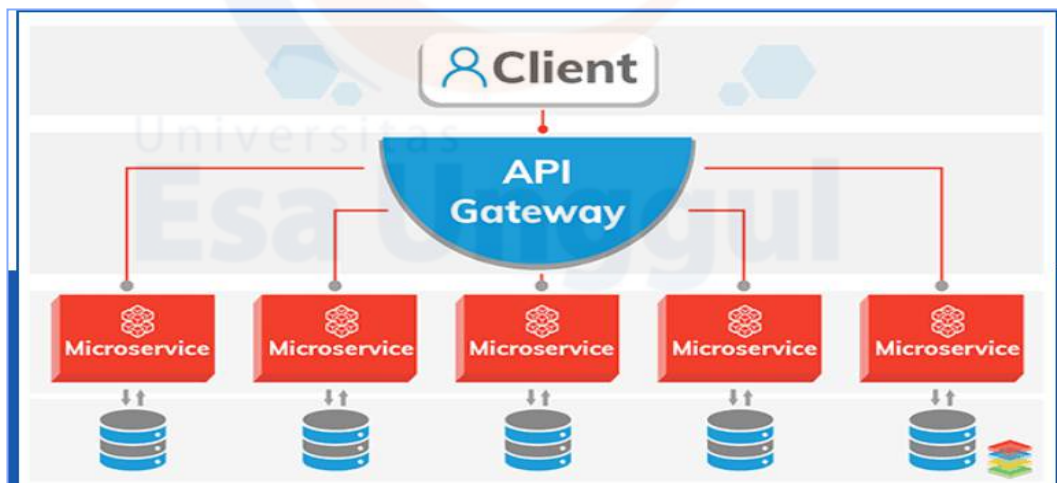 Client
Universitas
Esa Unggul
API
Gateway
Microservice
Microservice
Microservice
Microservice
Microservice